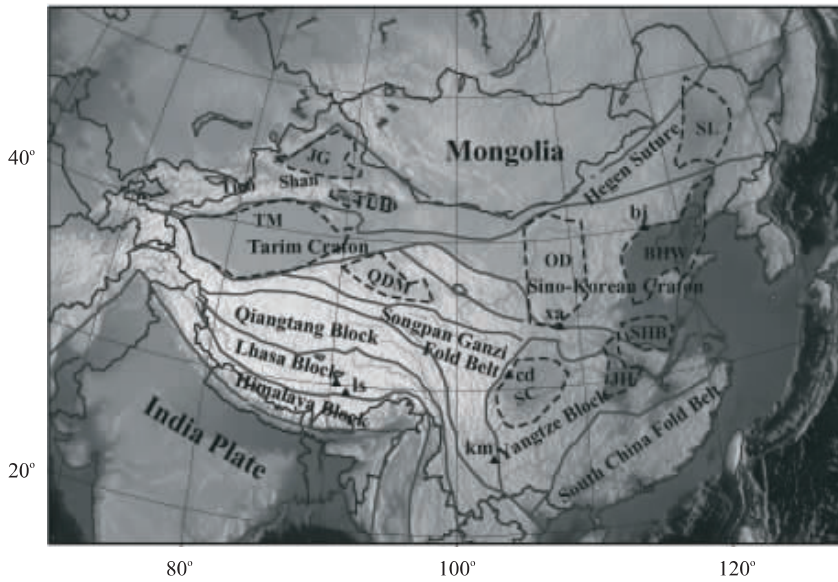 40°
20°
80°
100°
120°
Mongolia
Hegen Suture
SL
JG
Tian Shan
TUH
TM
Tarim Craton
QDM
OD
bj
BHW
Sino-Korean Craton
xa
SHB
Songpan Ganzi
Fold Belt
Qiangtang Block
Lhasa Block
ls
Himalaya Block
India Plate
cd
SC
JH
km
Yangtze Block
South China Fold Belt